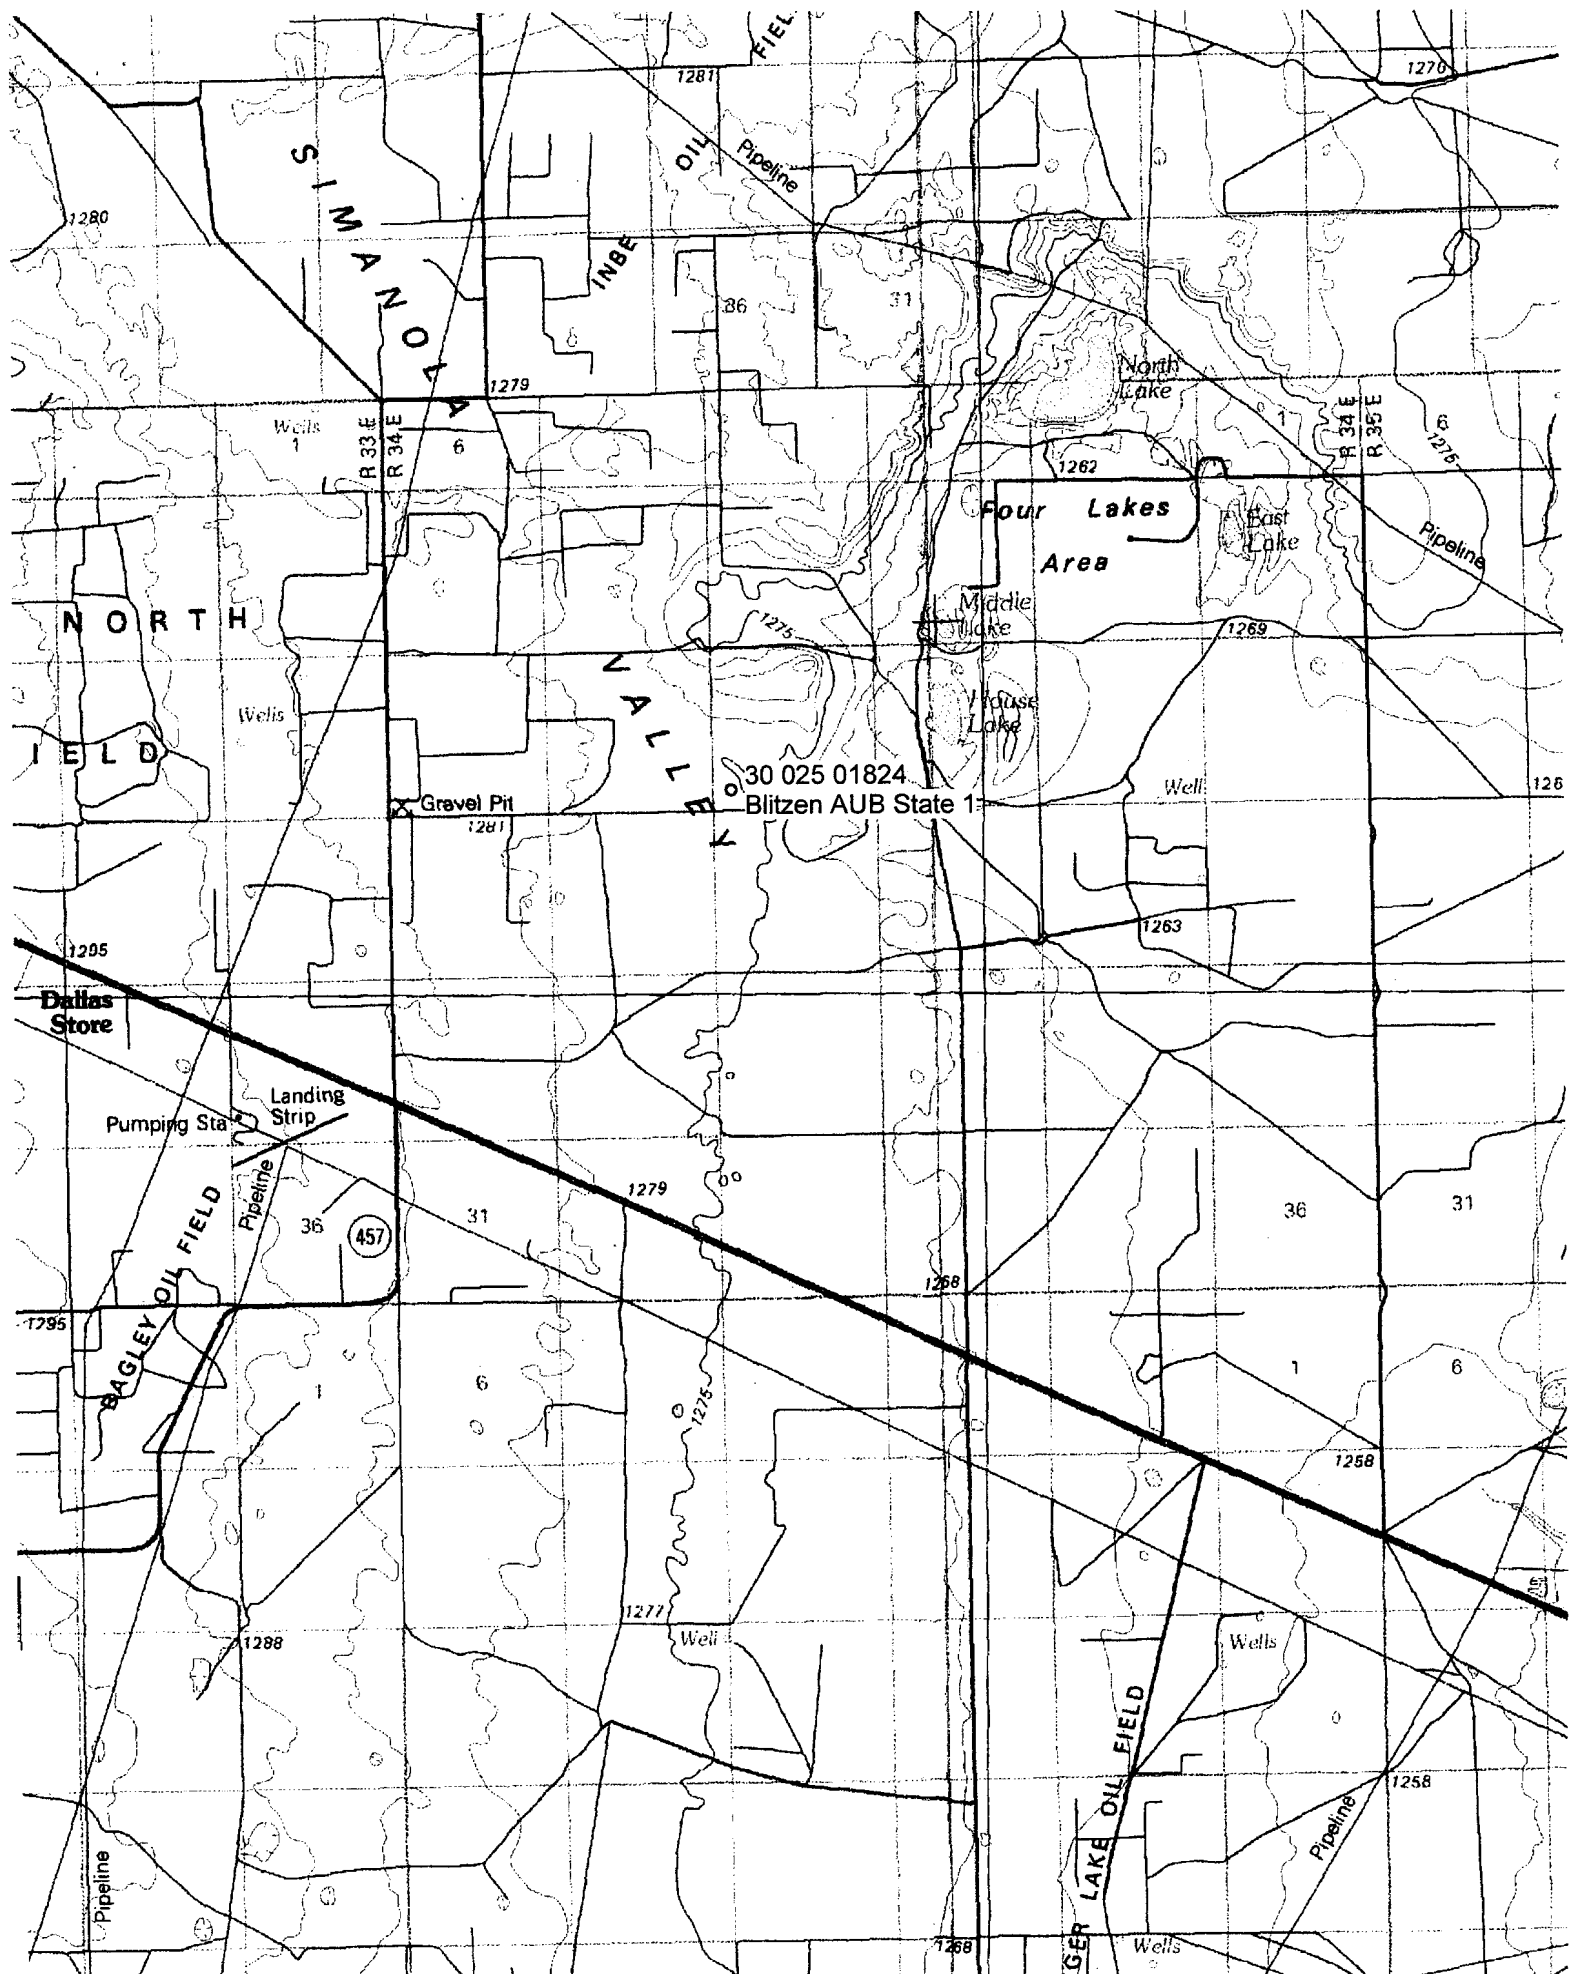 FIEL
1281
1276
OIL
Pipeline
SIMANOLA
1280
INBE
36
31
North
Lake
1279
Wells
1
R 33 E
R 34 E
6
R 34 E
R 35 E
1
6
1275
1262
Four Lakes
Area
East
Lake
Pipeline
NORTH
Middle
Lake
1275
1269
VALLEY
Wells
House
Lake
IELD
30 025 01824
Blitzen AUB State 1
Well
126
Gravel Pit
1281
1263
1295
Dallas
Store
Landing
Strip
Pumping Sta
Pipeline
1279
36
457
31
36
31
BAGLEY OIL FIELD
1268
1295
1
6
1275
1
6
1258
1277
Well
Wells
1288
GER LAKE OIL FIELD
1258
Pipeline
Pipeline
1268
Wells